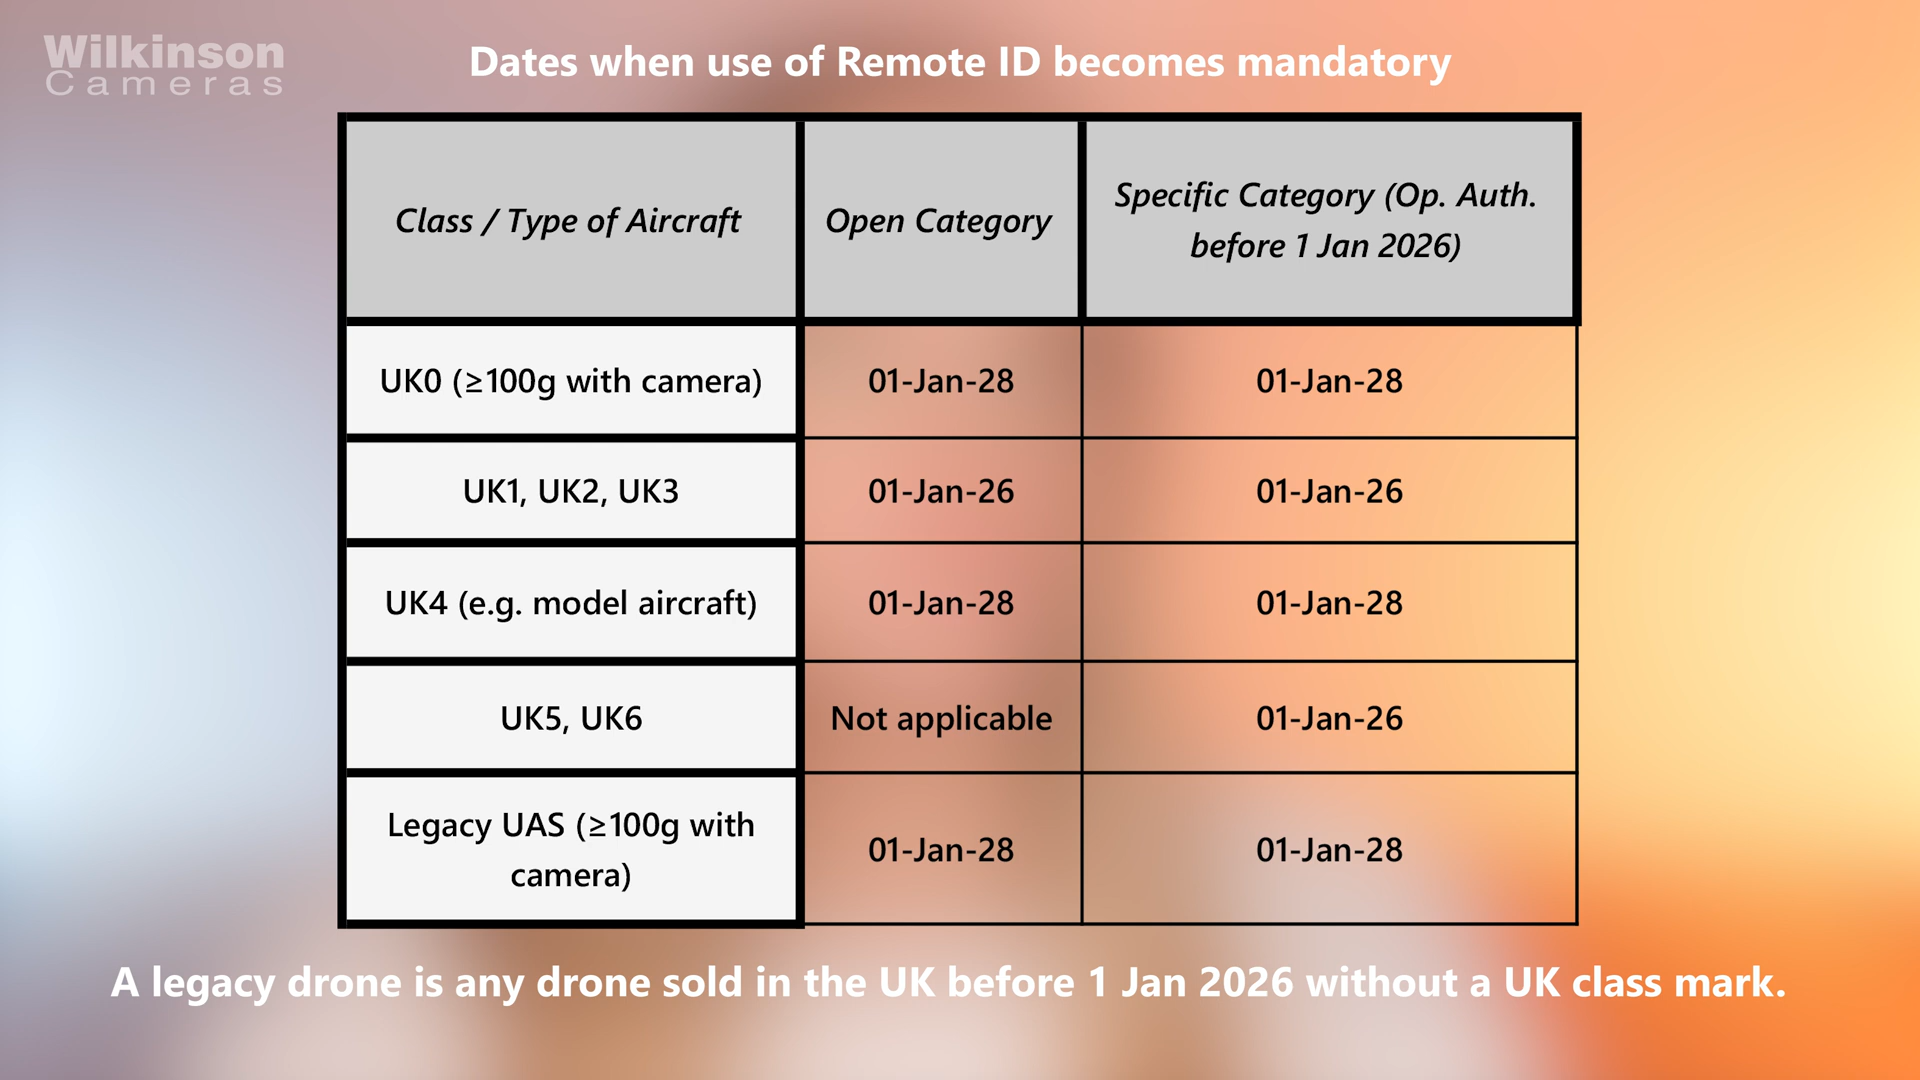 Wilkinson
Cameras
Dates when use of Remote ID becomes mandatory
Class / Type of Aircraft
Open Category
Specific Category (Op. Auth.
before 1 Jan 2026)
UK0 (≥100g with camera)
01-Jan-28
01-Jan-28
UK1, UK2, UK3
01-Jan-26
01-Jan-26
UK4 (e.g. model aircraft)
01-Jan-28
01-Jan-28
UK5, UK6
Not applicable
01-Jan-26
Legacy UAS (≥100g with
camera)
01-Jan-28
01-Jan-28
A legacy drone is any drone sold in the UK before 1 Jan 2026 without a UK class mark.